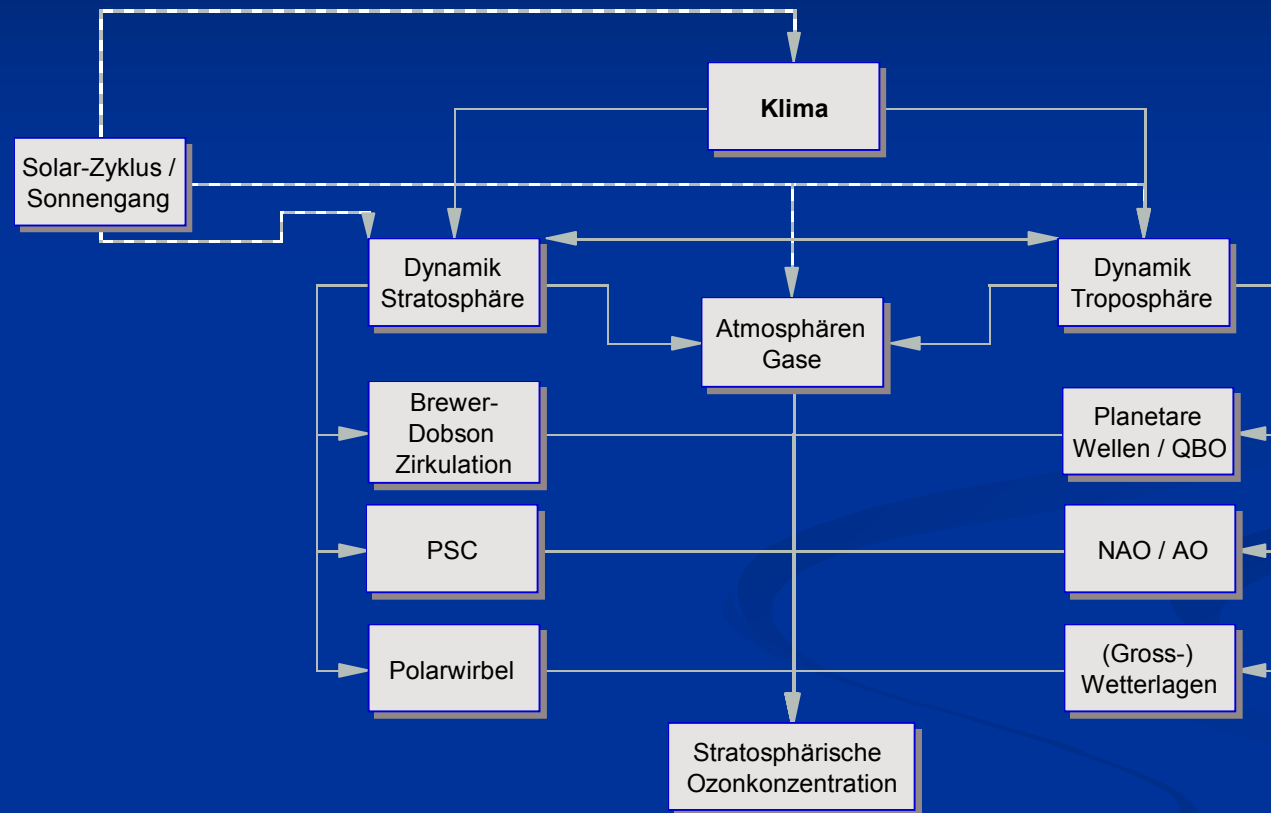 Klima
Solar-Zyklus /
Sonnengang
Dynamik
Stratosphäre
Dynamik
Troposphäre
Atmosphären
Gase
Brewer-
Dobson
Zirkulation
Planetare
Wellen / QBO
PSC
NAO / AO
Polarwirbel
(Gross-)
Wetterlagen
Stratosphärische
Ozonkonzentration